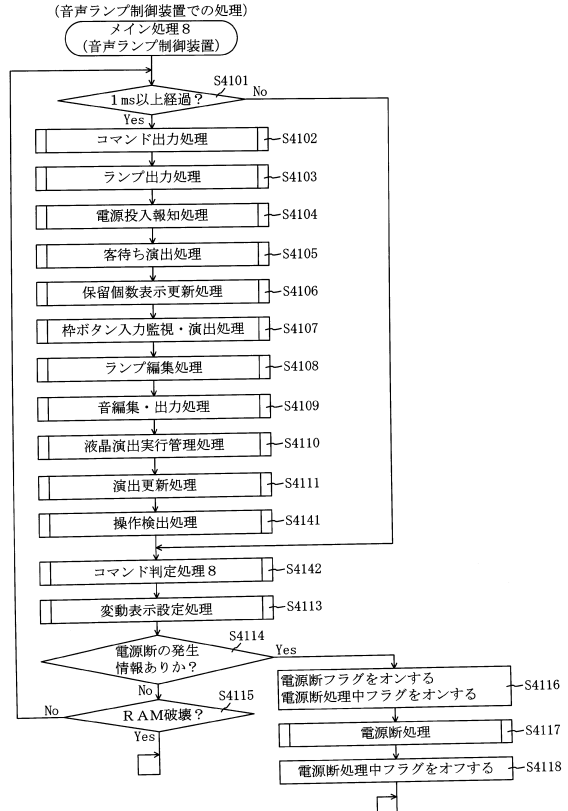 (音声ランプ制御装置での処理)
メイン処理8
(音声ランプ制御装置)
S4101
1ms以上経過？
No
Yes
コマンド出力処理
S4102
ランプ出力処理
S4103
電源投入報知処理
S4104
客待ち演出処理
S4105
保留個数表示更新処理
S4106
枠ボタン入力監視・演出処理
S4107
ランプ編集処理
S4108
音編集・出力処理
S4109
液晶演出実行管理処理
S4110
演出更新処理
S4111
操作検出処理
S4141
コマンド判定処理8
S4142
変動表示設定処理
S4113
S4114
電源断の発生
情報ありか？
Yes
No
電源断フラグをオンする
電源断処理中フラグをオンする
S4116
S4115
RAM破壊？
No
Yes
電源断処理
S4117
電源断処理中フラグをオフする
S4118